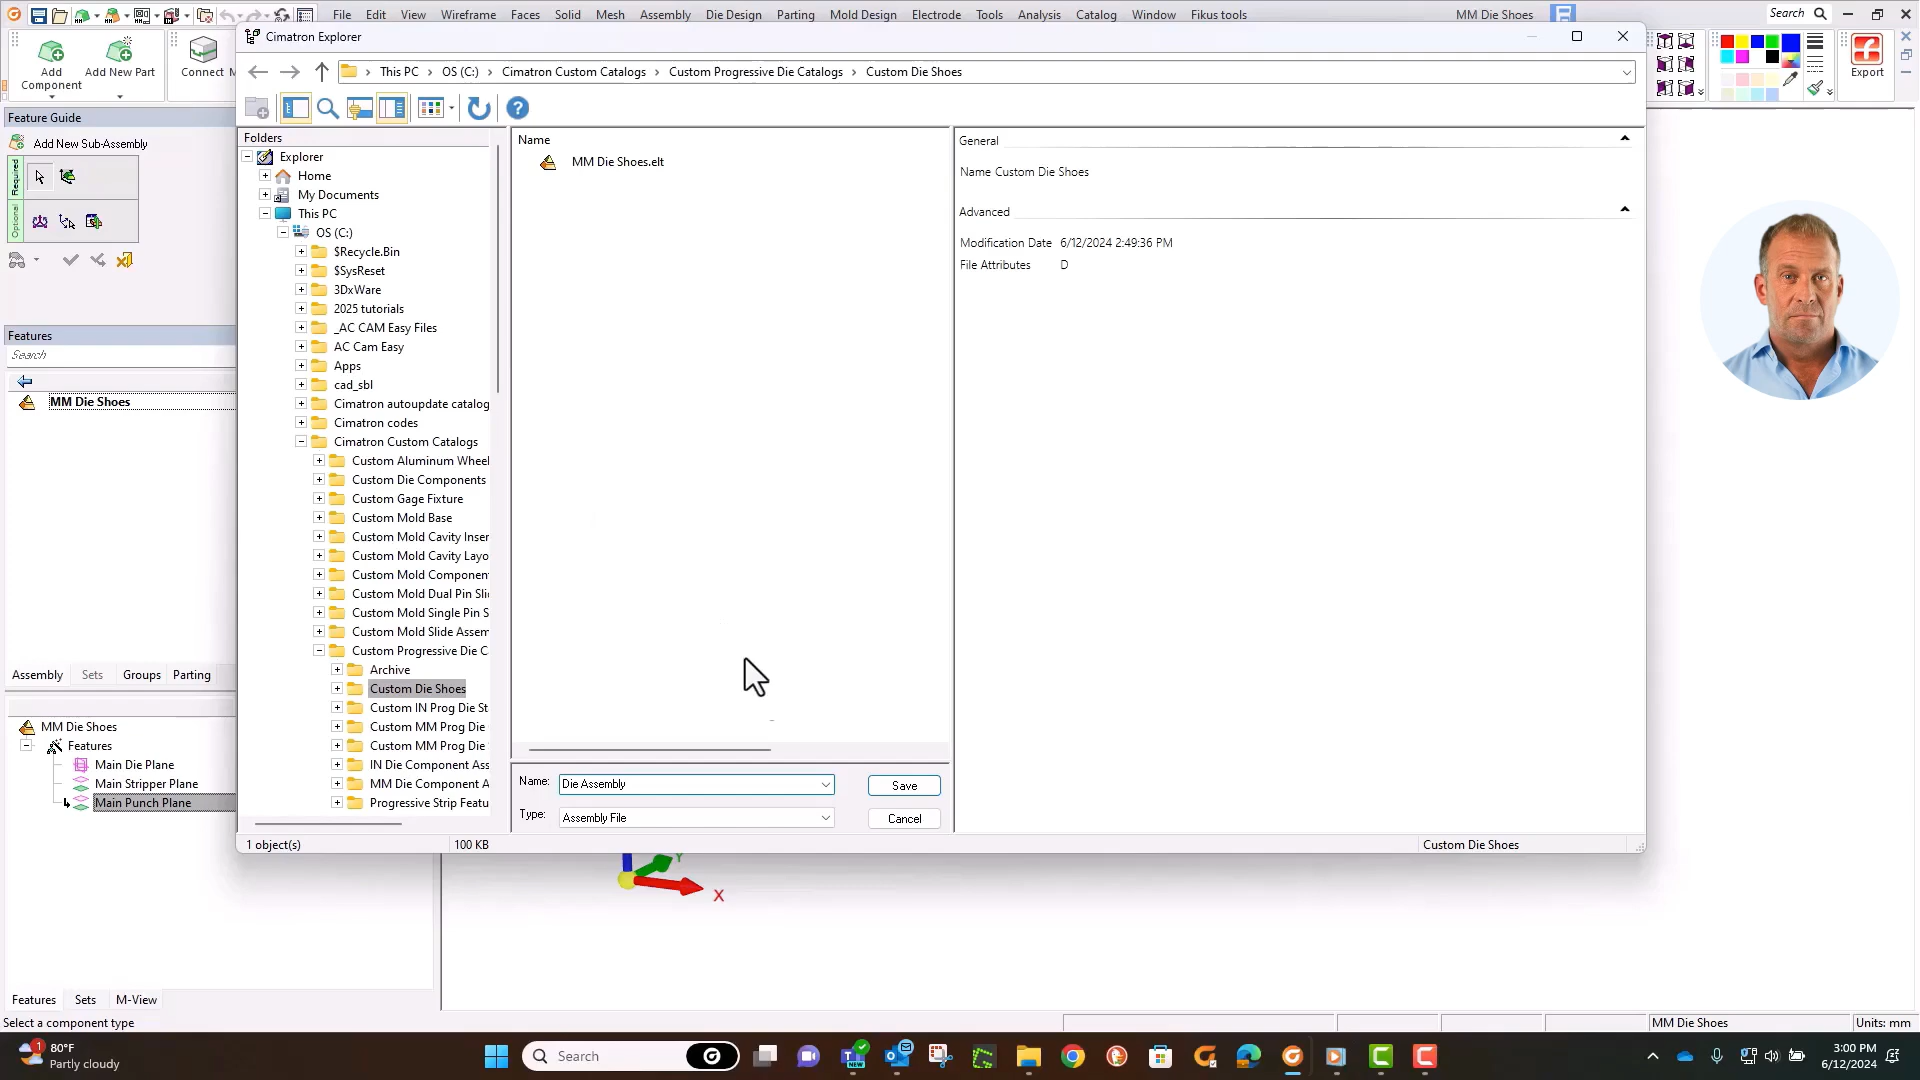 File Edit View Wireframe Faces Solid Mesh Assembly Die Design Parting Mold Design Electrode Tools Analysis Catalog Window Fikus tools
MM Die Shoes
Search
Add Component
Add New Part
Connect
Export
Cimatron Explorer
This PC > OS (C:) > Cimatron Custom Catalogs > Custom Progressive Die Catalogs > Custom Die Shoes
Feature Guide
Add New Sub-Assembly
Required
Optional
Features
Search
MM Die Shoes
Assembly Sets Groups Parting
MM Die Shoes
Features
Main Die Plane
Main Stripper Plane
Main Punch Plane
Features Sets M-View
Select a component type
Folders
Explorer
Home
My Documents
This PC
OS (C:)
$Recycle.Bin
$SysReset
3DxWare
2025 tutorials
_AC CAM Easy Files
AC Cam Easy
Apps
cad_sbl
Cimatron autoupdate catalog
Cimatron codes
Cimatron Custom Catalogs
Custom Aluminum Wheel
Custom Die Components
Custom Gage Fixture
Custom Mold Base
Custom Mold Cavity Inser
Custom Mold Cavity Layo
Custom Mold Component
Custom Mold Dual Pin Slid
Custom Mold Single Pin S
Custom Mold Slide Assem
Custom Progressive Die C
Archive
Custom Die Shoes
Custom IN Prog Die St
Custom MM Prog Die
Custom MM Prog Die
IN Die Component Ass
MM Die Component A
Progressive Strip Featu
Name
MM Die Shoes.elt
Name: Die Assembly
Save
Type: Assembly File
Cancel
General
Name Custom Die Shoes
Advanced
Modification Date 6/12/2024 2:49:36 PM
File Attributes D
1 object(s)
100 KB
Custom Die Shoes
Y
X
MM Die Shoes
Units: mm
1
80°F
Partly cloudy
Search
NEW
3:00 PM
6/12/2024